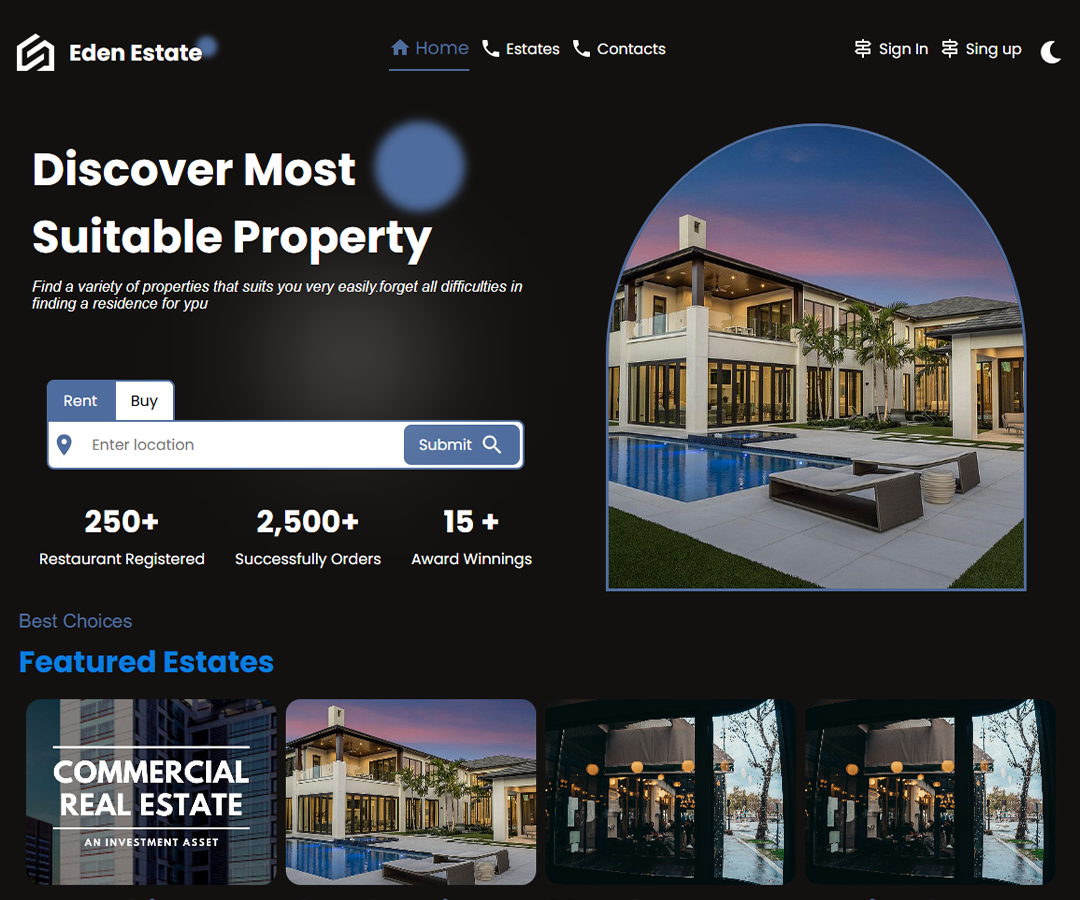 Eden Estate
Home Estates Contacts
Sign In Sing up
Discover Most
Suitable Property
Find a variety of properties that suits you very easily.forget all difficulties in
finding a residence for ypu
Rent Buy
Enter location
Submit
250+ 2,500+ 15 +
Restaurant Registered Successfully Orders Award Winnings
Best Choices
Featured Estates
COMMERCIAL
REAL ESTATE
AN INVESTMENT ASSET